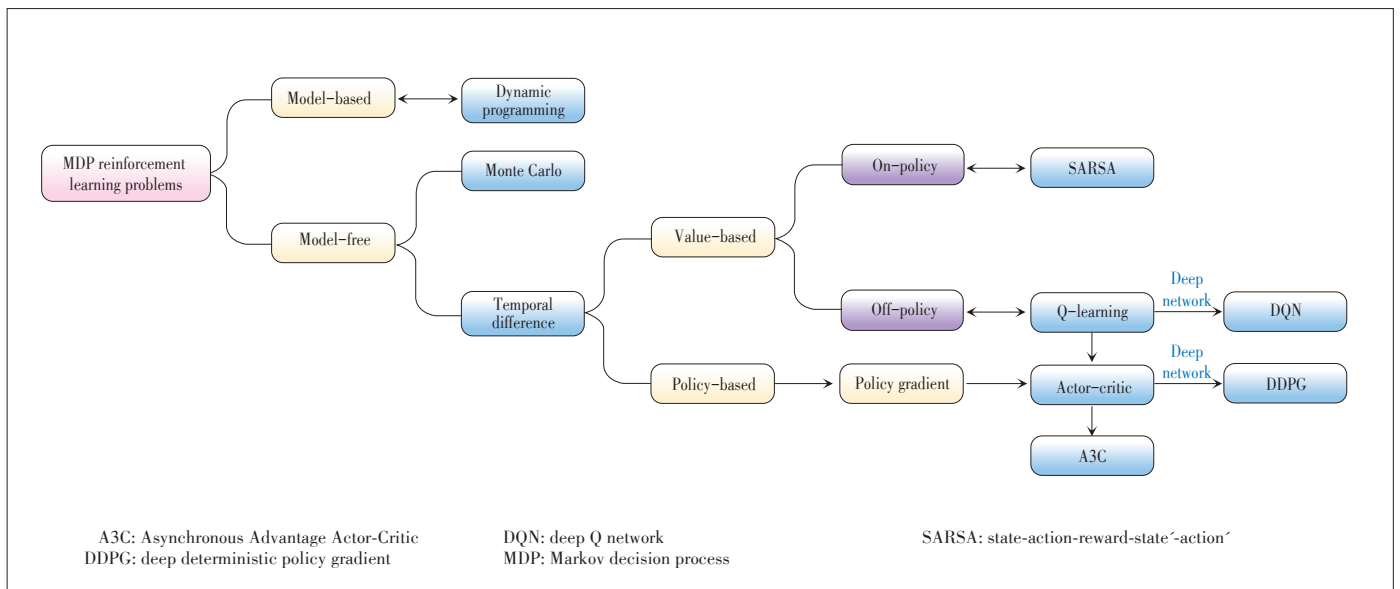 Model-based
Dynamic
programming
MDP reinforcement
learning problems
Monte Carlo
On-policy
SARSA
Model-free
Value-based
Temporal
difference
Off-policy
Q-learning
Deep
network
DQN
Policy-based
Policy gradient
Actor-critic
Deep
network
DDPG
A3C
A3C: Asynchronous Advantage Actor-Critic
DDPG: deep deterministic policy gradient
DQN: deep Q network
MDP: Markov decision process
SARSA: state-action-reward-state´-action´